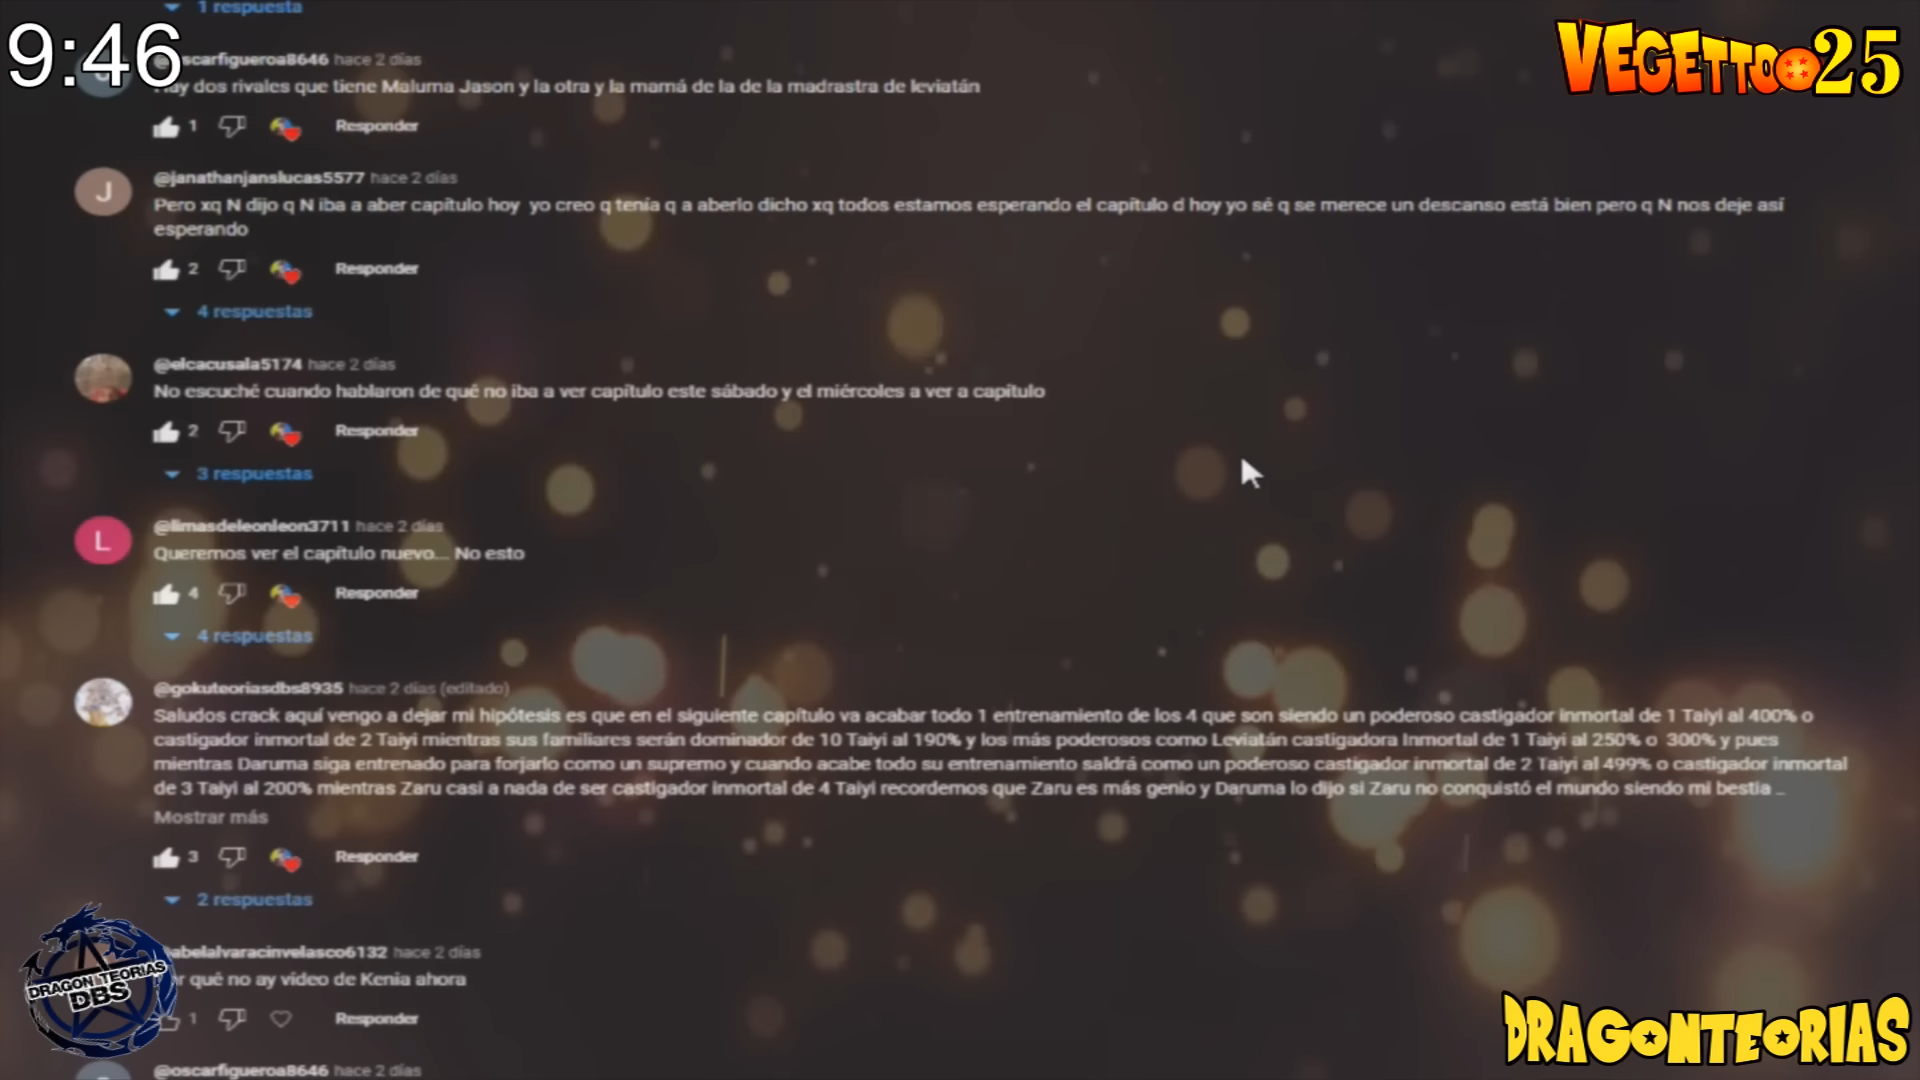 1 respuesta
9:46
scarfigueroa8646 hace 2 días
VEGETTO 25
ay dos rivales que tiene Maluma Jason y la otra y la mamá de la de la madrastra de leviatán
1 Responder
J
@janathanjanslucas5577 hace 2 días
Pero xq N dijo q N iba a aber capítulo hoy yo creo q tenía q a aberlo dicho xq todos estamos esperando el capítulo d hoy yo sé q se merece un descanso está bien pero q N nos deje así
esperando
2 Responder
4 respuestas
@elcacusala5174 hace 2 días
No escuché cuando hablaron de qué no iba a ver capítulo este sábado y el miércoles a ver a capítulo
2 Responder
3 respuestas
L
@limasdeleonleon3711 hace 2 días
Queremos ver el capítulo nuevo... No esto
4 Responder
4 respuestas
@gokuteoriasdbs8935 hace 2 días (editado)
Saludos crack aquí vengo a dejar mi hipótesis es que en el siguiente capítulo va acabar todo 1 entrenamiento de los 4 que son siendo un poderoso castigador inmortal de 1 Taiyi al 400% o
castigador inmortal de 2 Taiyi mientras sus familiares serán dominador de 10 Taiyi al 190% y los más poderosos como Leviatán castigadora Inmortal de 1 Taiyi al 250% o 300% y pues
mientras Daruma siga entrenado para forjarlo como un supremo y cuando acabe todo su entrenamiento saldrá como un poderoso castigador inmortal de 2 Taiyi al 499% o castigador inmortal
de 3 Taiyi al 200% mientras Zaru casi a nada de ser castigador inmortal de 4 Taiyi recordemos que Zaru es más genio y Daruma lo dijo si Zaru no conquistó el mundo siendo mi bestia ...
Mostrar más
3 Responder
2 respuestas
abelalvaracinvelasco6132 hace 2 días
r qué no ay vídeo de Kenia ahora
1 Responder
DRAGON TEORIAS
DBS
DRAGONTEORIAS
@oscarfigueroa8646 hace 2 días